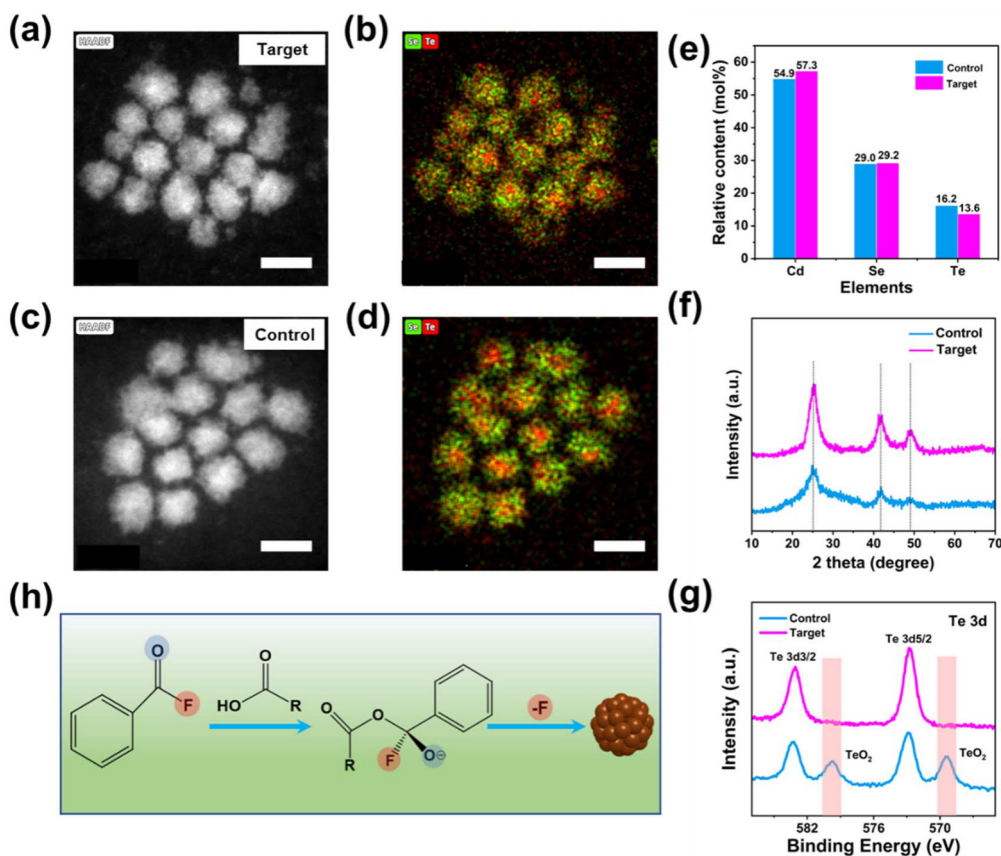 (a)
HAADF
Target
(b)
Se Te
(c)
HAADF
Control
(d)
Se Te
(e)
Relative content (mol%)
60
50
40
30
20
10
0
54.9
57.3
29.0
29.2
16.2
13.6
Control
Target
Cd
Se
Te
Elements
(f)
Intensity (a.u.)
Control
Target
10
20
30
40
50
60
70
2 theta (degree)
(g)
Intensity (a.u.)
Control
Target
Te 3d
Te 3d3/2
Te 3d5/2
TeO2
TeO2
582
576
570
Binding Energy (eV)
(h)
O
F
O
HO
R
O
O
R
F
O⊖
-F